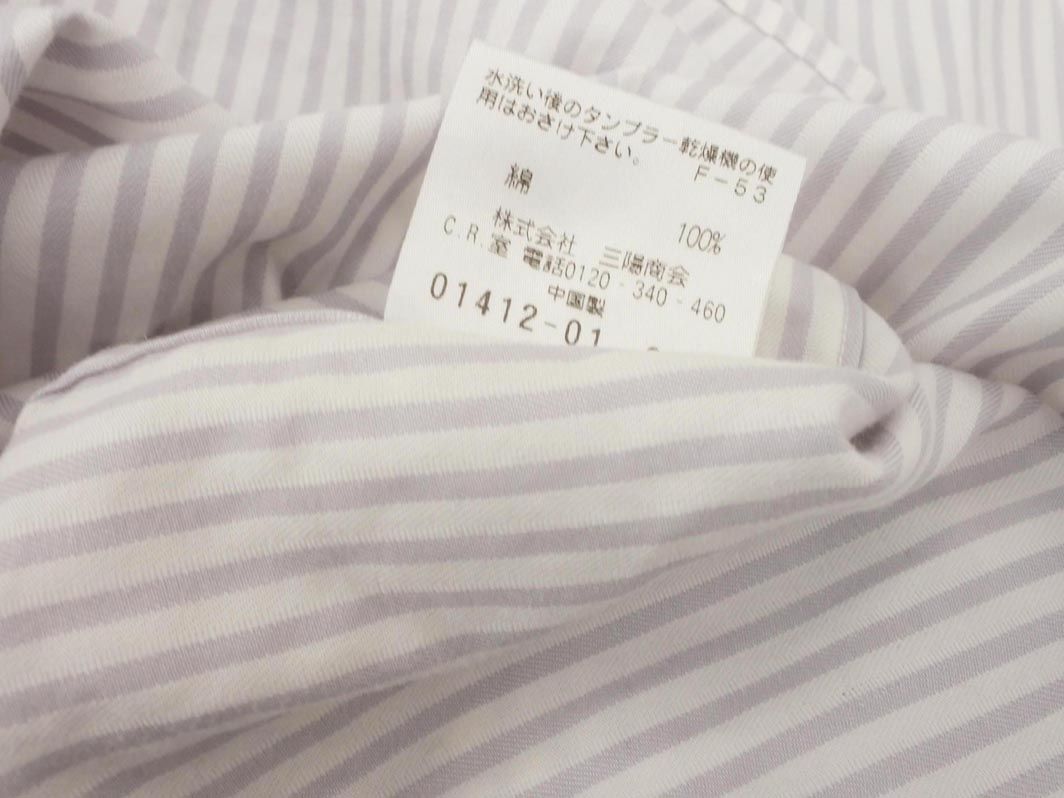 水洗い後のタンブラー乾燥機の使
用はおさけ下さい。
F-53
綿 100%
株式会社 三陽商会
C.R.室 電話0120-340-460
中国製
01412-01